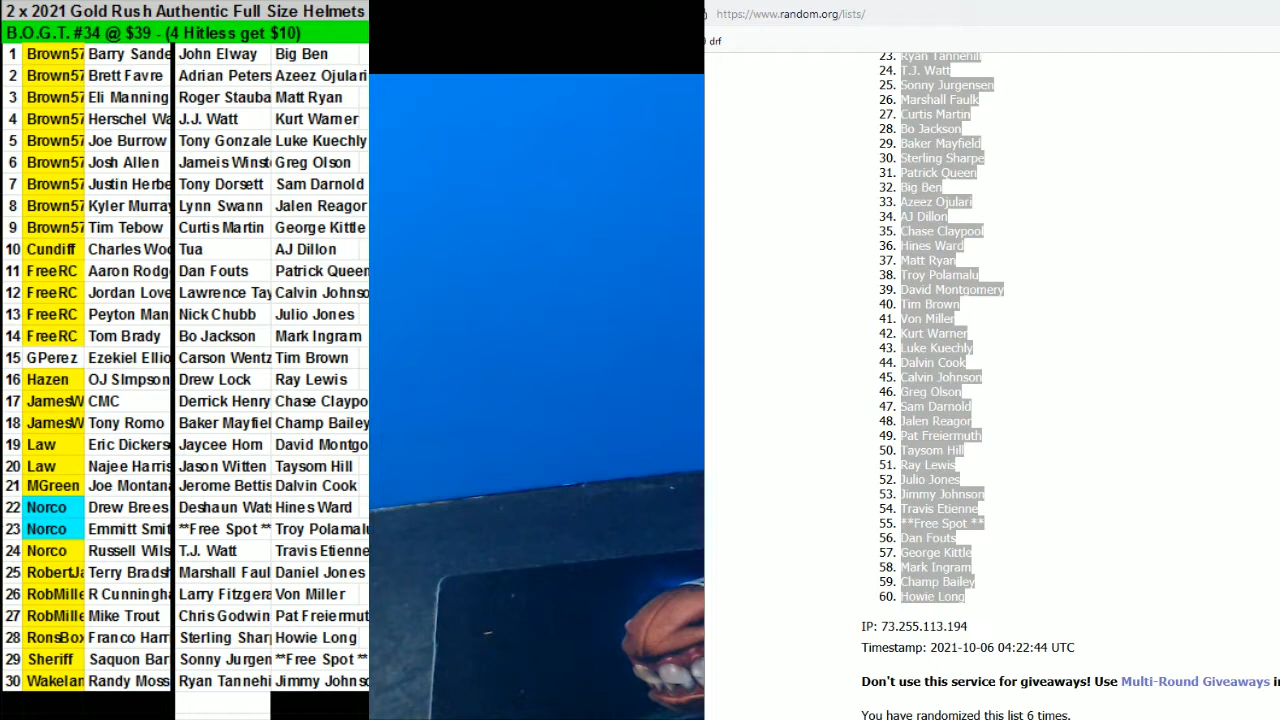 2 x 2021 Gold Rush Authentic Full Size Helmets
B.O.G.T. #34 @ $39 - (4 Hitless get $10)
1 Brown57 Barry Sande John Elway Big Ben
2 Brown57 Brett Favre Adrian Peters Azeez Ojulari
3 Brown57 Eli Manning Roger Stauba Matt Ryan
4 Brown57 Herschel Wa J.J. Watt Kurt Warner
5 Brown57 Joe Burrow Tony Gonzale Luke Kuechly
6 Brown57 Josh Allen Jameis Winst Greg Olson
7 Brown57 Justin Herbe Tony Dorsett Sam Darnold
8 Brown57 Kyler Murray Lynn Swann Jalen Reagor
9 Brown57 Tim Tebow Curtis Martin George Kittle
10 Cundiff Charles Woo Tua AJ Dillon
11 FreeRC Aaron Rodg Dan Fouts Patrick Queen
12 FreeRC Jordan Love Lawrence Tay Calvin Johnso
13 FreeRC Peyton Man Nick Chubb Julio Jones
14 FreeRC Tom Brady Bo Jackson Mark Ingram
15 GPerez Ezekiel Ellio Carson Wentz Tim Brown
16 Hazen OJ SImpson Drew Lock Ray Lewis
17 JamesW CMC Derrick Henry Chase Claypo
18 JamesW Tony Romo Baker Mayfiel Champ Bailey
19 Law Eric Dickers Jaycee Horn David Montgo
20 Law Najee Harris Jason Witten Taysom Hill
21 MGreen Joe Montana Jerome Bettis Dalvin Cook
22 Norco Drew Brees Deshaun Wats Hines Ward
23 Norco Emmitt Smit **Free Spot ** Troy Polamalu
24 Norco Russell Wils T.J. Watt Travis Etienne
25 RobertJa Terry Bradsh Marshall Faul Daniel Jones
26 RobMille R Cunningh Larry Fitzgera Von Miller
27 RobMille Mike Trout Chris Godwin Pat Freiermut
28 RonsBox Franco Harr Sterling Shar Howie Long
29 Sheriff Saquon Bar Sonny Jurgen **Free Spot **
30 Wakelan Randy Moss Ryan Tannehi Jimmy Johns
https://www.random.org/lists/
drf
23. Ryan Tannehill
24. T.J. Watt
25. Sonny Jurgensen
26. Marshall Faulk
27. Curtis Martin
28. Bo Jackson
29. Baker Mayfield
30. Sterling Sharpe
31. Patrick Queen
32. Big Ben
33. Azeez Ojulari
34. AJ Dillon
35. Chase Claypool
36. Hines Ward
37. Matt Ryan
38. Troy Polamalu
39. David Montgomery
40. Tim Brown
41. Von Miller
42. Kurt Warner
43. Luke Kuechly
44. Dalvin Cook
45. Calvin Johnson
46. Greg Olson
47. Sam Darnold
48. Jalen Reagor
49. Pat Freiermuth
50. Taysom Hill
51. Ray Lewis
52. Julio Jones
53. Jimmy Johnson
54. Travis Etienne
55. **Free Spot **
56. Dan Fouts
57. George Kittle
58. Mark Ingram
59. Champ Bailey
60. Howie Long
IP: 73.255.113.194
Timestamp: 2021-10-06 04:22:44 UTC
Don't use this service for giveaways! Use Multi-Round Giveaways in
You have randomized this list 6 times.